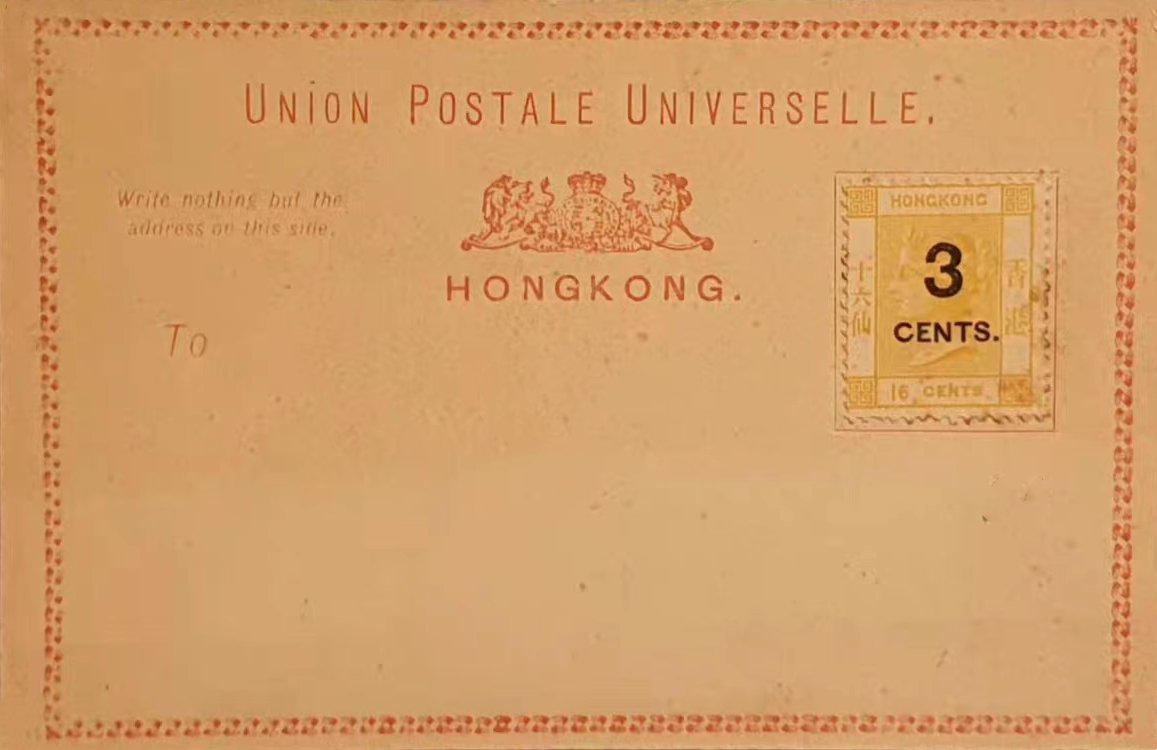 UNION POSTALE UNIVERSELLE.
Write nothing but the
address on this side.
HONGKONG.
To
HONGKONG
十六仙
香港
3
CENTS.
16 CENTS